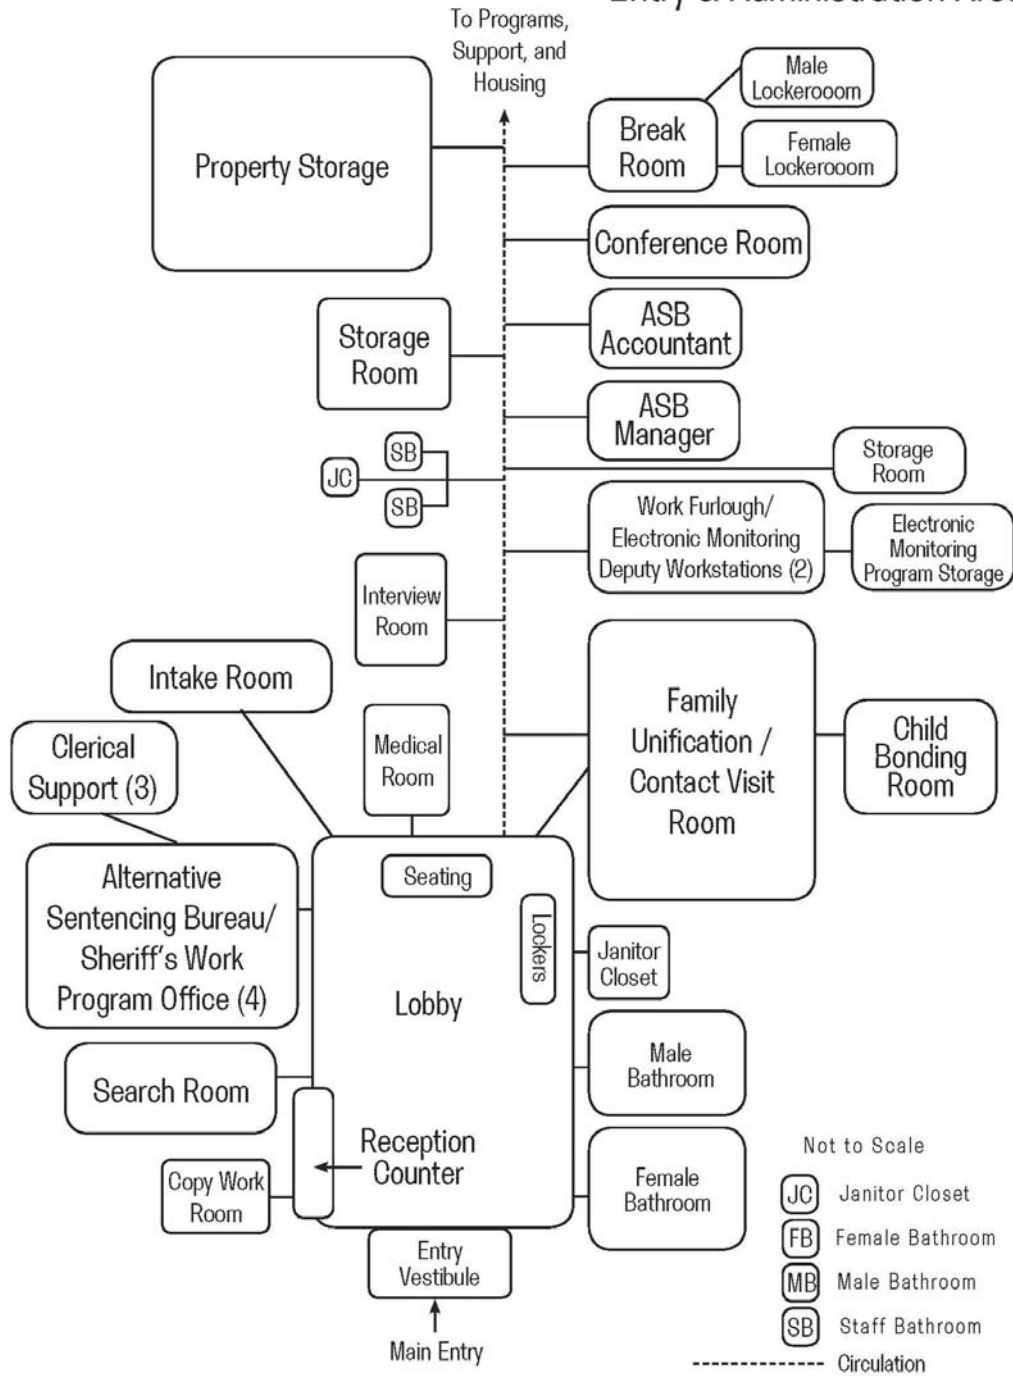 Entry & Administration Area
To Programs,
Support, and
Housing
Property Storage
Break
Room
Male
Lockerooom
Female
Lockerooom
Conference Room
Storage
Room
ASB
Accountant
ASB
Manager
SB
JC
SB
Storage
Room
Work Furlough/
Electronic Monitoring
Deputy Workstations (2)
Electronic
Monitoring
Program Storage
Interview
Room
Intake Room
Clerical
Support (3)
Medical
Room
Family
Unification /
Contact Visit
Room
Child
Bonding
Room
Alternative
Sentencing Bureau/
Sheriff's Work
Program Office (4)
Seating
Lockers
Lobby
Janitor
Closet
Search Room
Male
Bathroom
Reception
Counter
Copy Work
Room
Female
Bathroom
Entry
Vestibule
Main Entry
Not to Scale
JC Janitor Closet
FB Female Bathroom
MB Male Bathroom
SB Staff Bathroom
Circulation